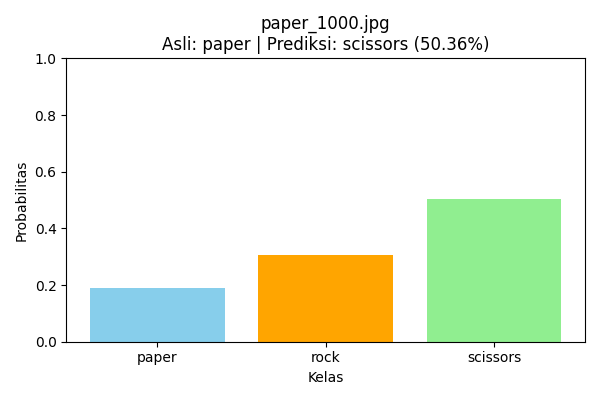 paper_1000.jpg
Asli: paper | Prediksi: scissors (50.36%)
1.0
0.8
0.6
0.4
0.2
0.0
Probabilitas
paper rock scissors
Kelas